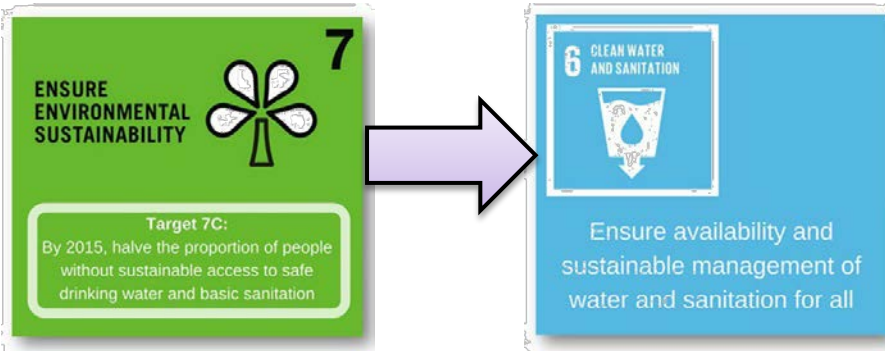 7
ENSURE
ENVIRONMENTAL
SUSTAINABILITY
Target 7C:
By 2015, halve the proportion of people
without sustainable access to safe
drinking water and basic sanitation
6 CLEAN WATER
AND SANITATION
Ensure availability and
sustainable management of
water and sanitation for all